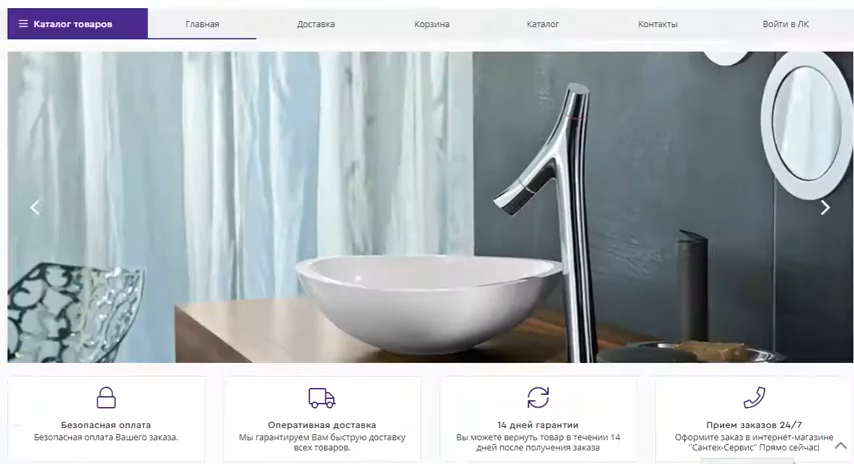 Каталог товаров
Главная
Доставка
Корзина
Каталог
Контакты
Войти в ЛК
Безопасная оплата
Безопасная оплата Вашего заказа.
Оперативная доставка
Мы гарантируем Вам быструю доставку
всех товаров.
14 дней гарантии
Вы можете вернуть товар в течении 14
дней после получения заказа
Прием заказов 24/7
Оформите заказ в интернет-магазине
"Сантех-Сервис" Прямо сейчас!